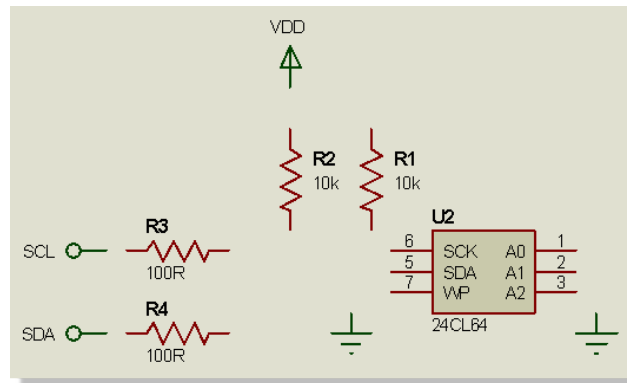 VDD
R2
10k
R1
10k
R3
SCL
100R
R4
SDA
100R
U2
6 SCK A0 1
5 SDA A1 2
7 WP A2 3
24CL64